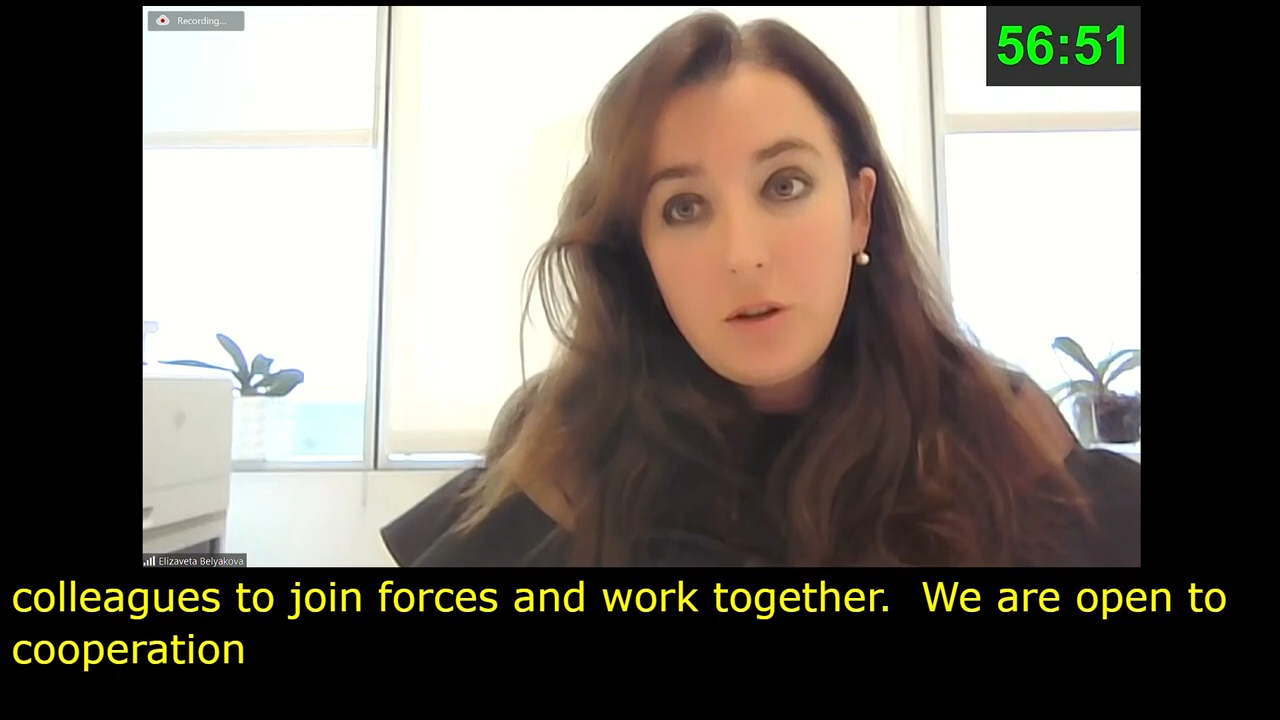 Recording...
56:51
Elizaveta Belyakova
colleagues to join forces and work together.  We are open to
cooperation